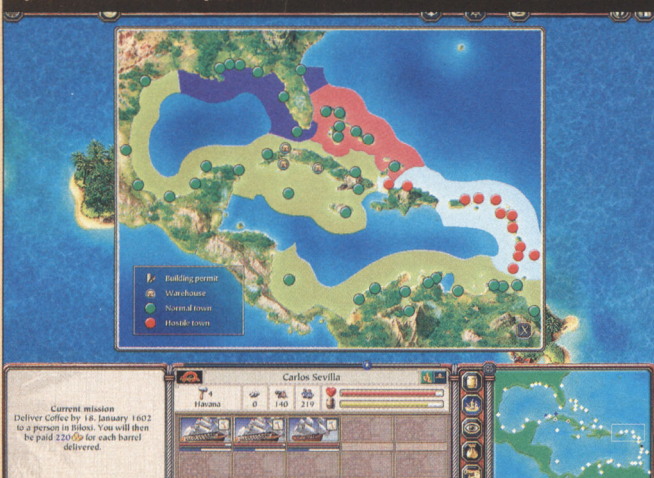 Building permit
Warehouse
Normal town
Hostile town
X
Current mission
Deliver Coffee by 18. January 1602
to a person in Biloxi. You will then
be paid 220 for each barrel
delivered.
Carlos Sevilla
4
Havana
0
140
219